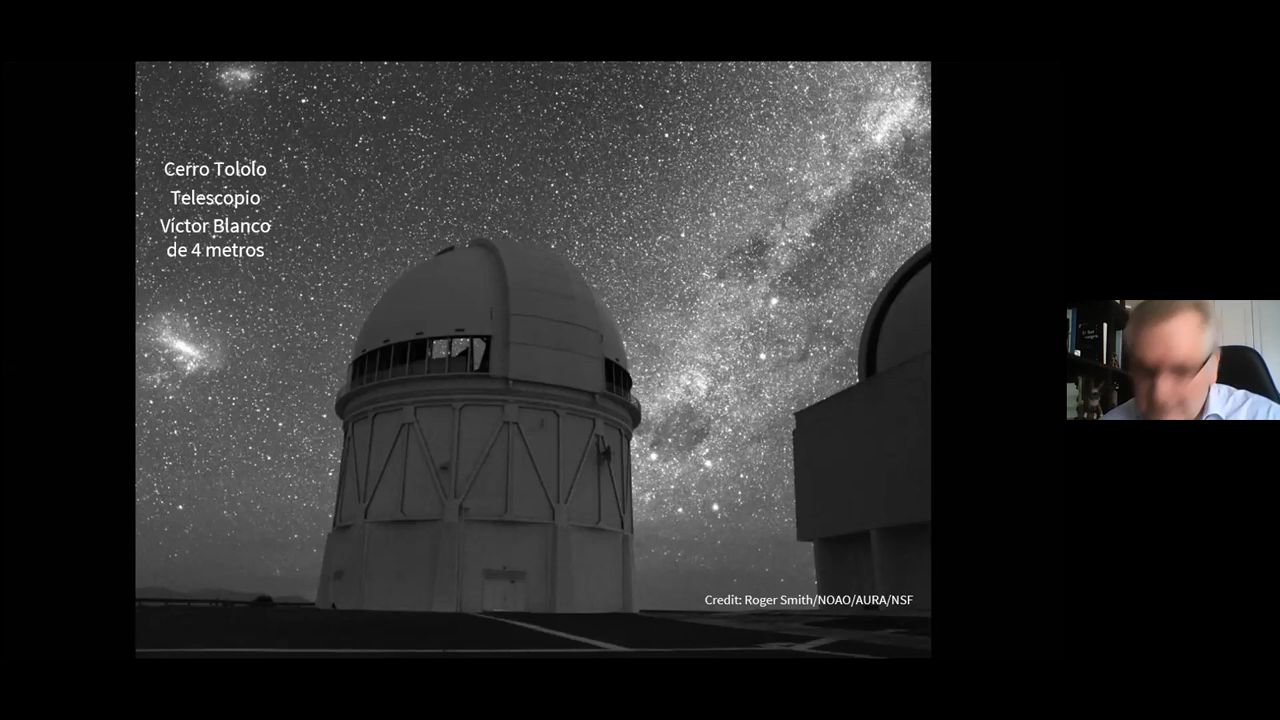 Cerro Tololo
Telescopio
Víctor Blanco
de 4 metros
Credit: Roger Smith/NOAO/AURA/NSF